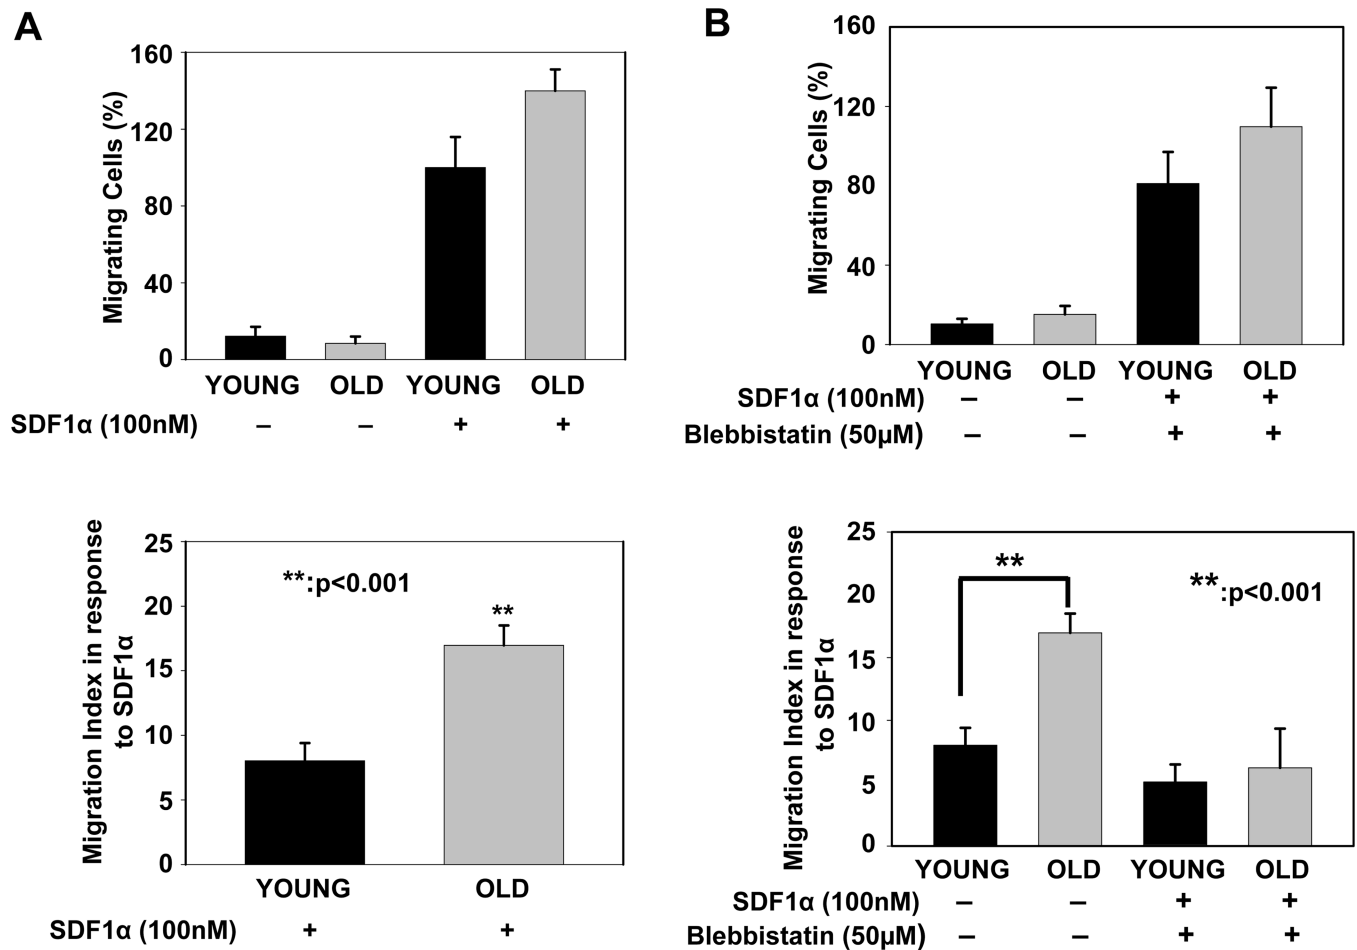 A
160
120
80
40
0
Migrating Cells (%)
YOUNG OLD YOUNG OLD
SDF1α (100nM) – – + +
B
160
120
80
40
0
Migrating Cells (%)
YOUNG OLD YOUNG OLD
SDF1α (100nM) – – + +
Blebbistatin (50µM) – – + +
25
20
15
10
5
0
Migration Index in response
to SDF1α
**:p<0.001
**
YOUNG OLD
SDF1α (100nM) + +
25
20
15
10
5
0
Migration Index in response
to SDF1α
**
**:p<0.001
YOUNG OLD YOUNG OLD
SDF1α (100nM) – – + +
Blebbistatin (50µM) – – + +